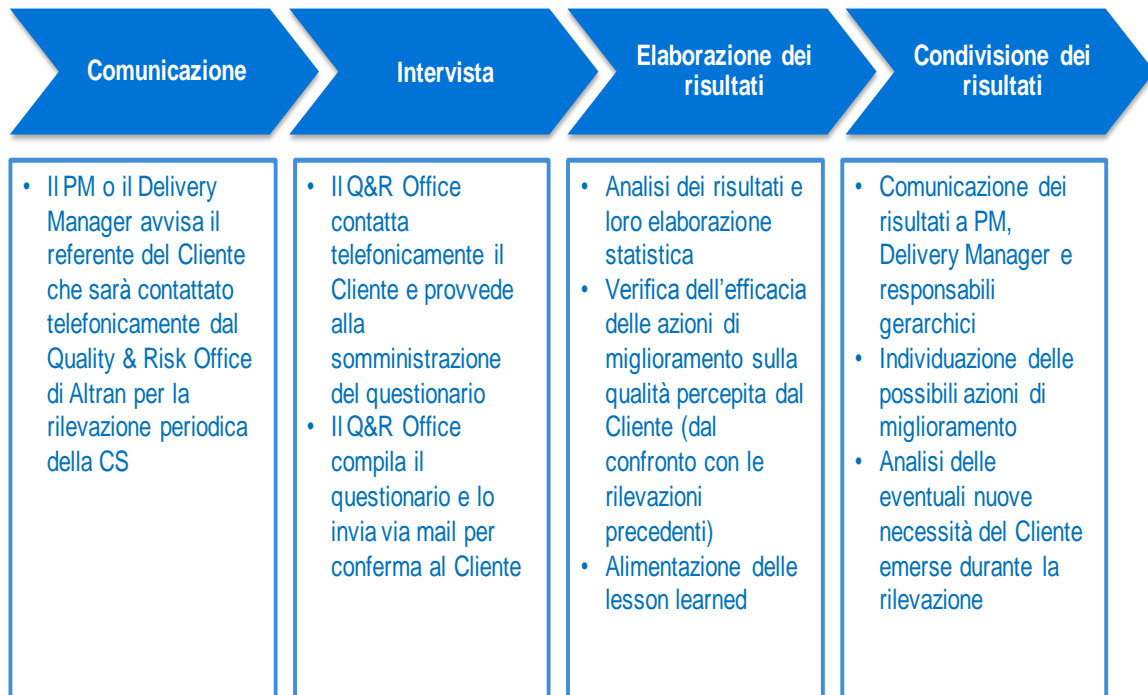 Comunicazione
Intervista
Elaborazione dei
risultati
Condivisione dei
risultati
• Il PM o il Delivery
Manager avvisa il
referente del Cliente
che sarà contattato
telefonicamente dal
Quality & Risk Office
di Altran per la
rilevazione periodica
della CS
• Il Q&R Office
contatta
telefonicamente il
Cliente e provvede
alla
somministrazione
del questionario
• Il Q&R Office
compila il
questionario e lo
invia via mail per
conferma al Cliente
• Analisi dei risultati e
loro elaborazione
statistica
• Verifica dell’efficacia
delle azioni di
miglioramento sulla
qualità percepita dal
Cliente (dal
confronto con le
rilevazioni
precedenti)
• Alimentazione delle
lesson learned
• Comunicazione dei
risultati a PM,
Delivery Manager e
responsabili
gerarchici
• Individuazione delle
possibili azioni di
miglioramento
• Analisi delle
eventuali nuove
necessità del Cliente
emerse durante la
rilevazione